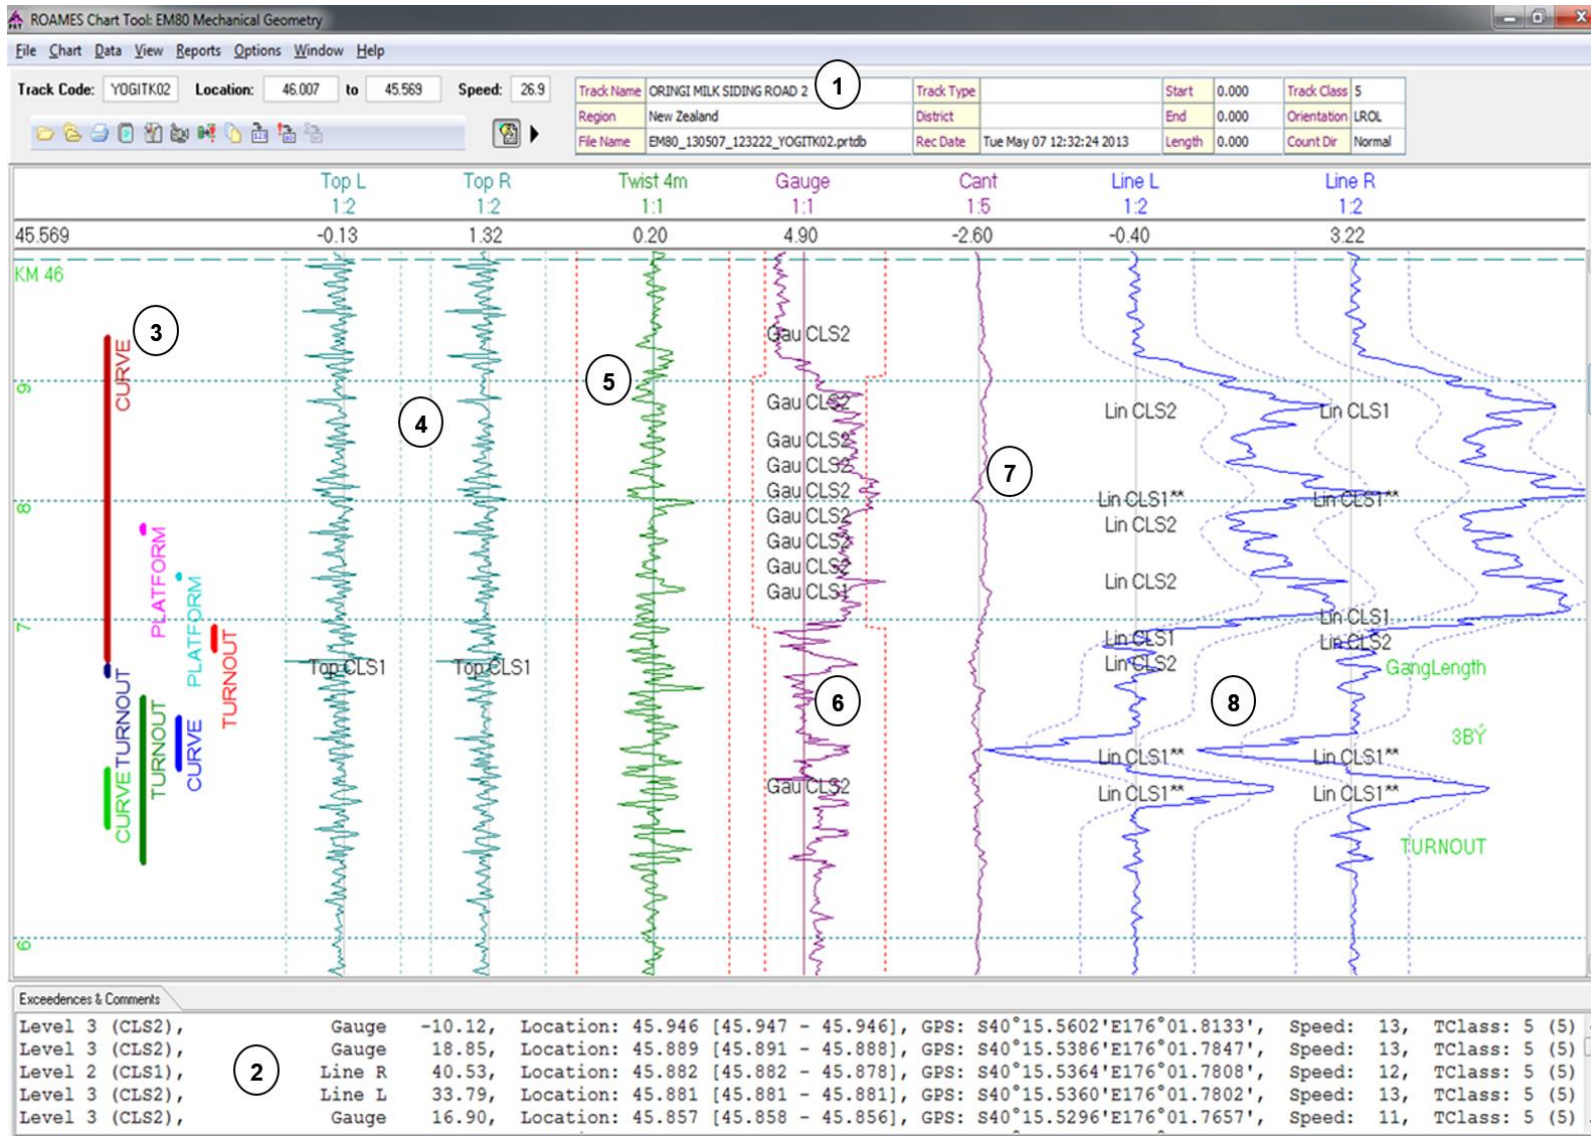 ROAMES Chart Tool: EM80 Mechanical Geometry
File Chart Data View Reports Options Window Help
Track Code: YOGITK02 Location: 46.007 to 45.569 Speed: 26.9
Track Name ORINGI MILK SIDING ROAD 2 Track Type Start 0.000 Track Class 5
Region New Zealand District End 0.000 Orientation LROL
File Name EM80_130507_123222_YOGITK02.prtdb Rec Date Tue May 07 12:32:24 2013 Length 0.000 Count Dir Normal
1
Top L Top R Twist 4m Gauge Cant Line L Line R
1:2 1:2 1:1 1:1 1:5 1:2 1:2
45.569 -0.13 1.32 0.20 4.90 -2.60 -0.40 3.22
KM 46
3
CURVE
Gau CLS2
9
5
4
Gau CLS2
Lin CLS2
Lin CLS1
Gau CLS2
Gau CLS2
7
Gau CLS2
8
Lin CLS1**
Lin CLS1**
Gau CLS2
Lin CLS2
Gau CLS2
Gau CLS2
Lin CLS2
Gau CLS1
PLATFORM
PLATFORM
7
Lin CLS1
Lin CLS1
Lin CLS2
TURNOUT
Top CLS1
Top CLS1
Lin CLS2
GangLength
6
8
TURNOUT
TURNOUT
CURVE
3BÝ
Lin CLS1**
Lin CLS1**
Gau CLS2
Lin CLS1**
Lin CLS1**
CURVE
TURNOUT
6
Exceedences & Comments
Level 3 (CLS2), Gauge -10.12, Location: 45.946 [45.947 - 45.946], GPS: S40°15.5602'E176°01.8133', Speed: 13, TClass: 5 (5)
Level 3 (CLS2), Gauge 18.85, Location: 45.889 [45.891 - 45.888], GPS: S40°15.5386'E176°01.7847', Speed: 13, TClass: 5 (5)
Level 2 (CLS1), Line R 40.53, Location: 45.882 [45.882 - 45.878], GPS: S40°15.5364'E176°01.7808', Speed: 12, TClass: 5 (5)
Level 3 (CLS2), Line L 33.79, Location: 45.881 [45.881 - 45.881], GPS: S40°15.5360'E176°01.7802', Speed: 13, TClass: 5 (5)
Level 3 (CLS2), Gauge 16.90, Location: 45.857 [45.858 - 45.856], GPS: S40°15.5296'E176°01.7657', Speed: 11, TClass: 5 (5)
2